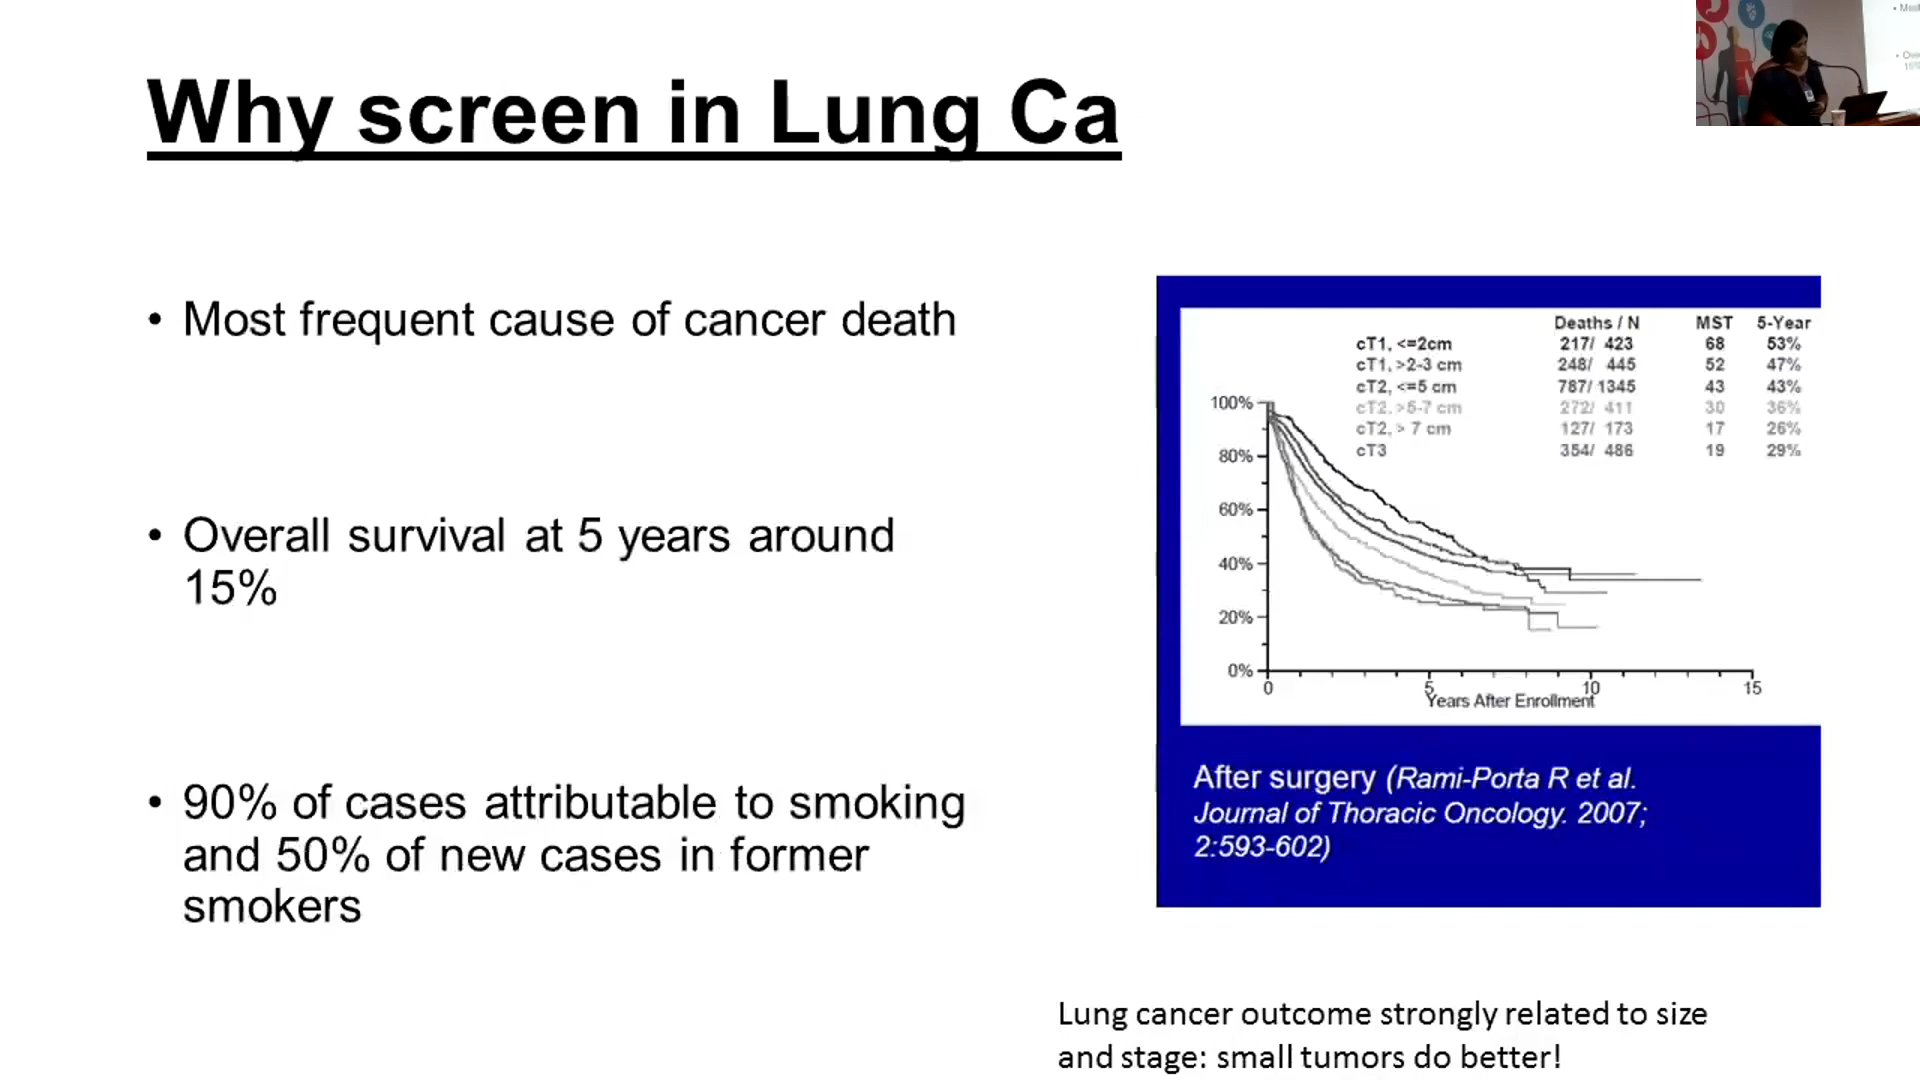 Why screen in Lung Ca
• Most frequent cause of cancer death
• Overall survival at 5 years around
15%
• 90% of cases attributable to smoking
and 50% of new cases in former
smokers
Deaths / N MST 5-Year
cT1, <=2cm 217/ 423 68 53%
cT1, >2-3 cm 248/ 445 52 47%
cT2, <=5 cm 787/ 1345 43 43%
cT2, >5-7 cm 272/ 411 30 36%
cT2, > 7 cm 127/ 173 17 26%
cT3 354/ 486 19 29%
100%
80%
60%
40%
20%
0%
0 5 10 15
Years After Enrollment
After surgery (Rami-Porta R et al.
Journal of Thoracic Oncology. 2007;
2:593-602)
Lung cancer outcome strongly related to size
and stage: small tumors do better!